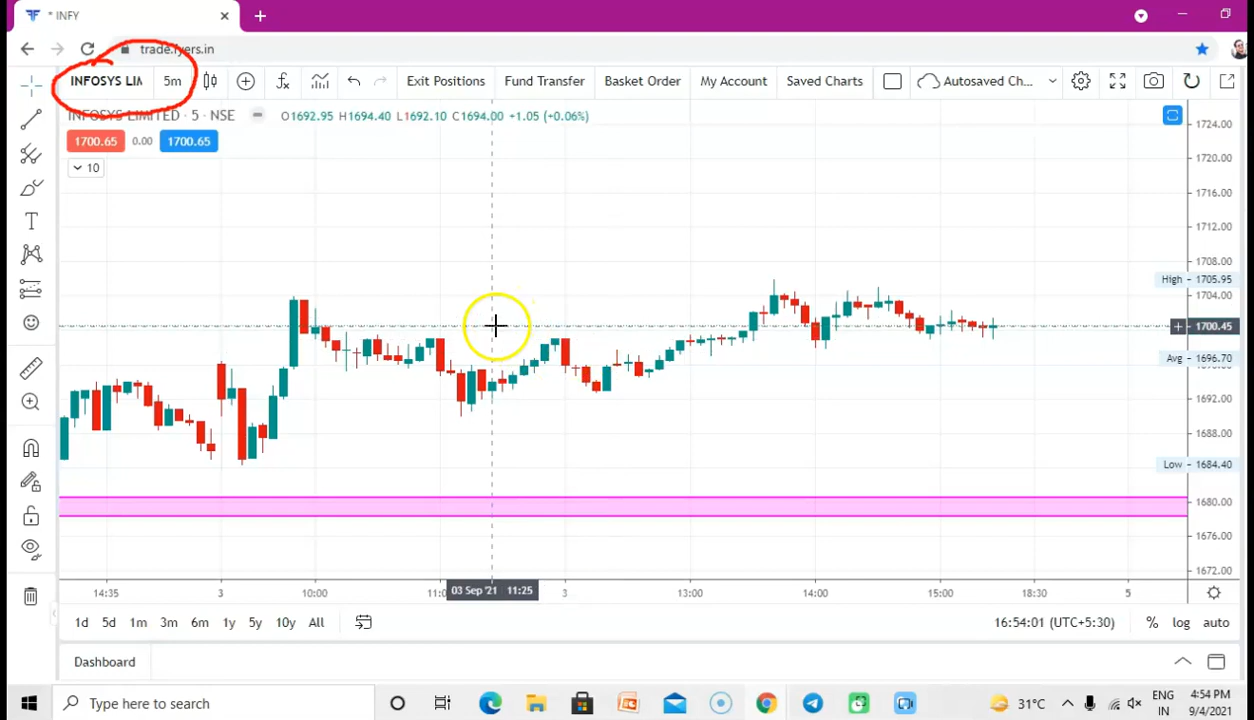 * INFY
trade.fyers.in
INFOSYS LIM 5m Exit Positions Fund Transfer Basket Order My Account Saved Charts Autosaved Ch...
INFOSYS LIMITED · 5 · NSE O1692.95 H1694.40 L1692.10 C1694.00 +1.05 (+0.06%)
1700.65 0.00 1700.65
10
1724.00
1720.00
1716.00
1712.00
1708.00
High 1705.95
1704.00
1700.45
Avg 1696.70
1692.00
1688.00
Low 1684.40
1680.00
1676.00
1672.00
14:35 3 10:00 11:0 03 Sep '21 11:25 3 13:00 14:00 15:00 18:30 5
1d 5d 1m 3m 6m 1y 5y 10y All 16:54:01 (UTC+5:30) % log auto
Dashboard
Type here to search 31°C ENG 4:54 PM
IN 9/4/2021